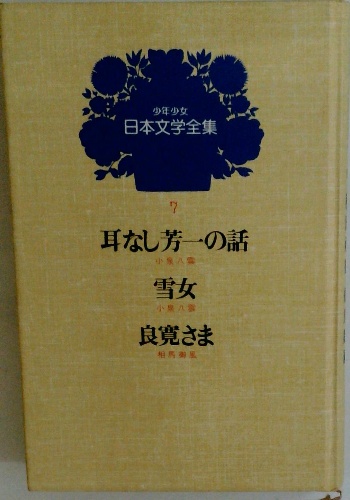 少年少女
日本文学全集
7
耳なし芳一の話
小泉八雲
雪女
小泉八雲
良寛さま
相馬御風